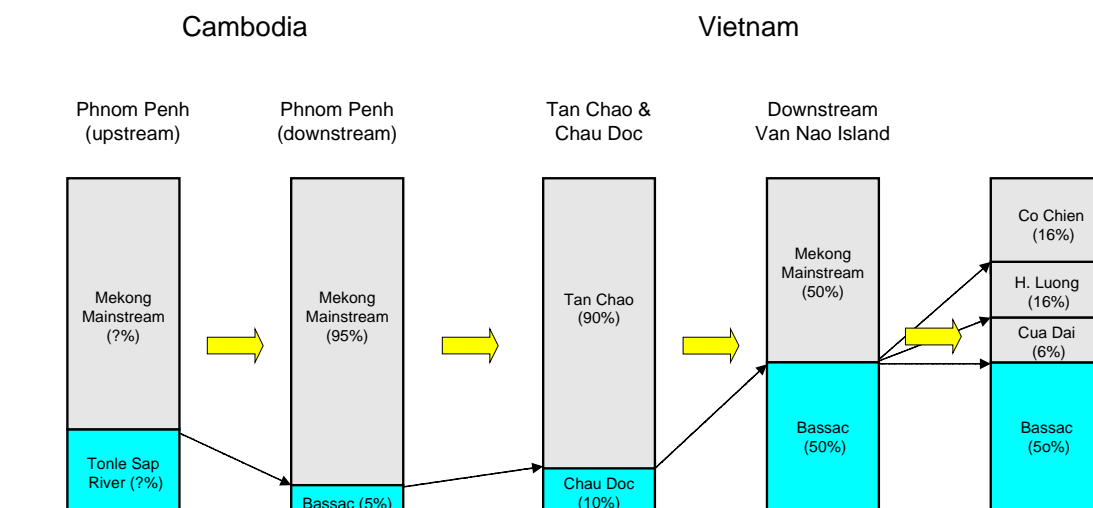 Cambodia
Vietnam
Phnom Penh
(upstream)
Phnom Penh
(downstream)
Tan Chao &
Chau Doc
Downstream
Van Nao Island
Mekong
Mainstream
(?%)
Tonle Sap
River (?%)
Mekong
Mainstream
(95%)
Bassac (5%)
Tan Chao
(90%)
Chau Doc
(10%)
Mekong
Mainstream
(50%)
Bassac
(50%)
Co Chien
(16%)
H. Luong
(16%)
Cua Dai
(6%)
Bassac
(5o%)